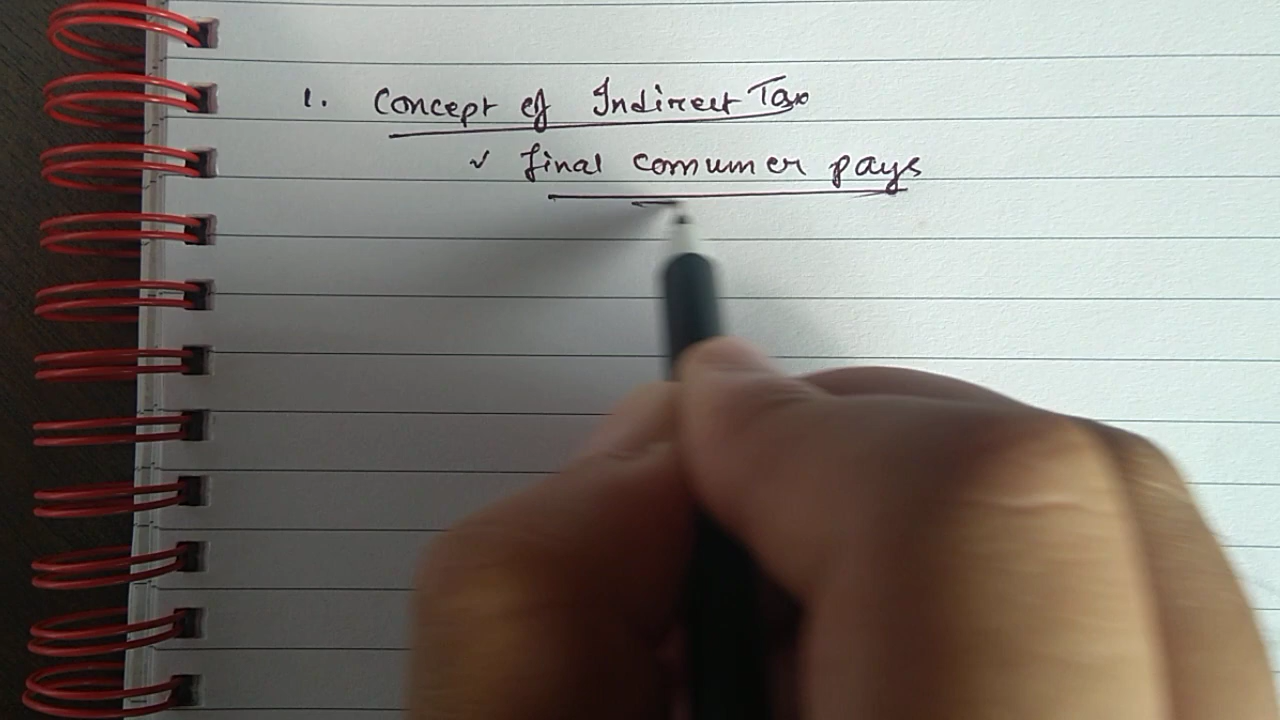 1. Concept of Indirect Tax
✓ final consumer pays